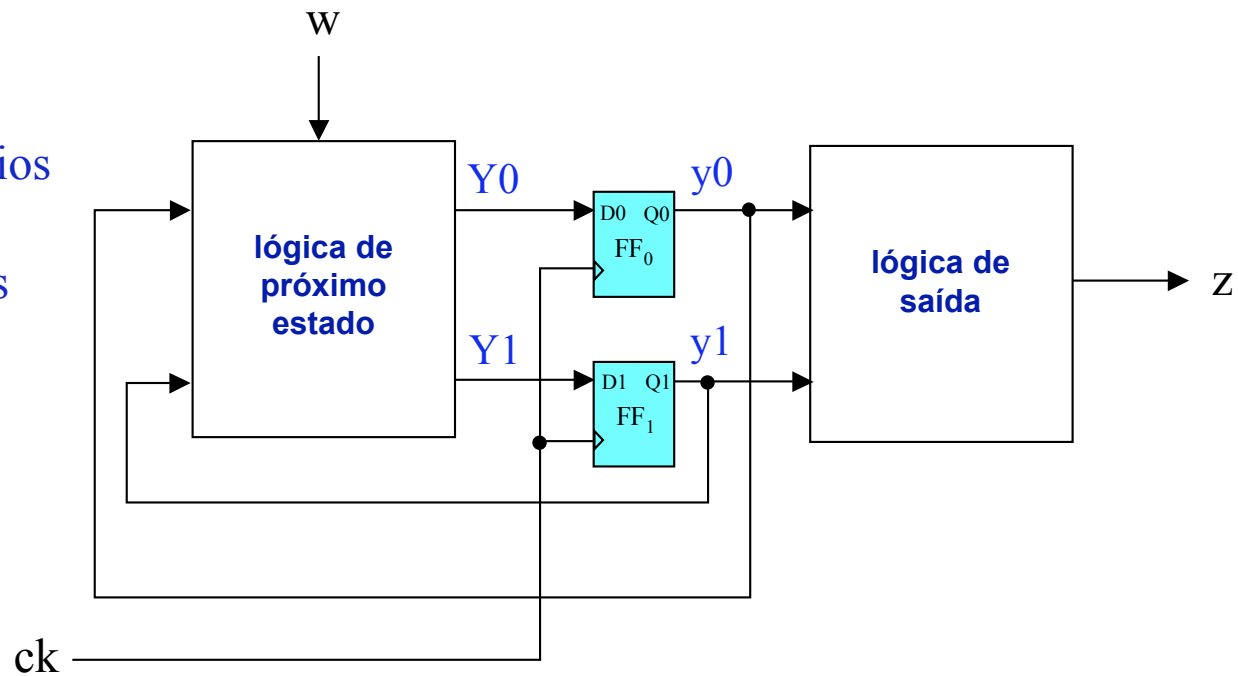 w
ios
s
lógica de
próximo
estado
Y0
Y1
D0 Q0
FF0
D1 Q1
FF1
y0
y1
lógica de
saída
z
ck